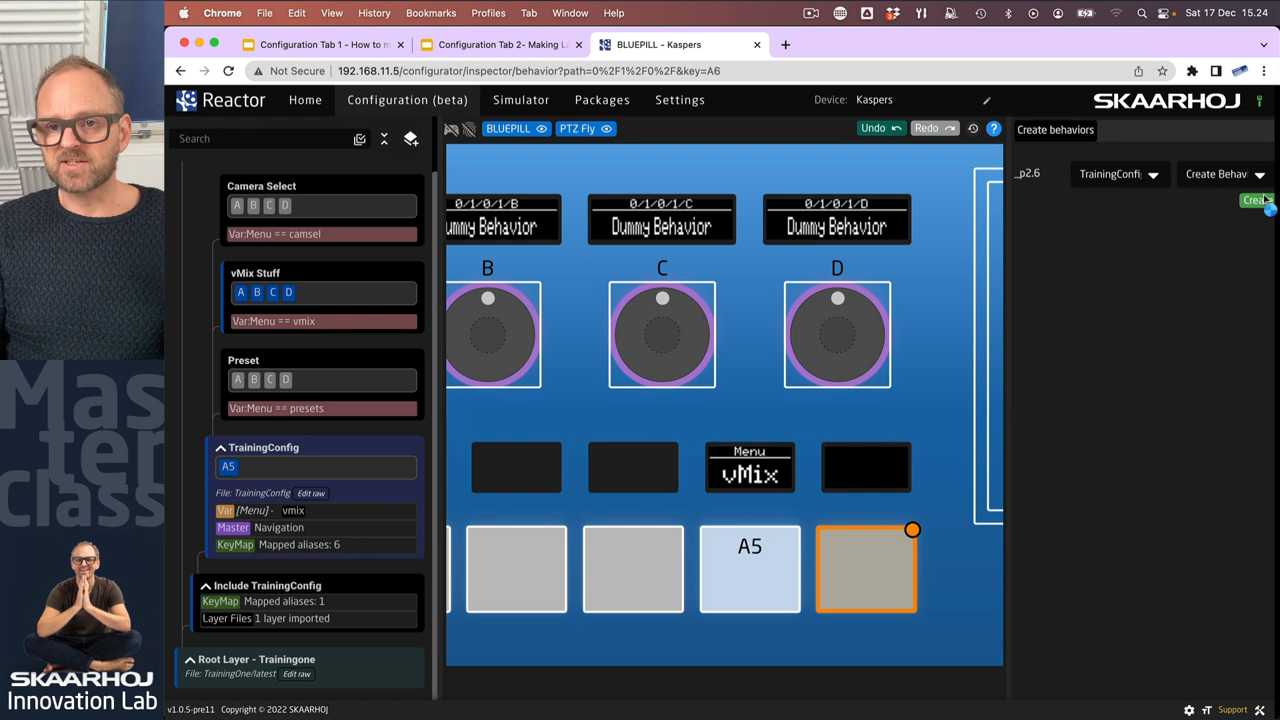 Chrome File Edit View History Bookmarks Profiles Tab Window Help
Sat 17 Dec 15.24
Configuration Tab 1 - How to m
Configuration Tab 2- Making La
BLUEPILL - Kaspers
Not Secure 192.168.11.5/configurator/inspector/behavior?path=0%2F1%2F0%2F&key=A6
Reactor Home Configuration (beta) Simulator Packages Settings Device: Kaspers SKAARHOJ
Search
BLUEPILL PTZ Fly Undo Redo ?
Create behaviors
_p2.6 TrainingConfi Create Behav
Crea
Camera Select
A B C D
Var:Menu == camsel
vMix Stuff
A B C D
Var:Menu == vmix
Preset
A B C D
Var:Menu == presets
TrainingConfig
A5
File: TrainingConfig Edit raw
Var [Menu] - vmix
Master Navigation
KeyMap Mapped aliases: 6
Include TrainingConfig
KeyMap Mapped aliases: 1
Layer Files 1 layer imported
Root Layer - Trainingone
File: TrainingOne/latest Edit raw
0/1/0/1/B
ummy Behavior
0/1/0/1/C
Dummy Behavior
0/1/0/1/D
Dummy Behavior
B C D
Menu
vMix
A5
Mas
ter
Class
SKAARHOJ
Innovation Lab
v1.0.5-pre11 Copyright © 2022 SKAARHOJ
Support